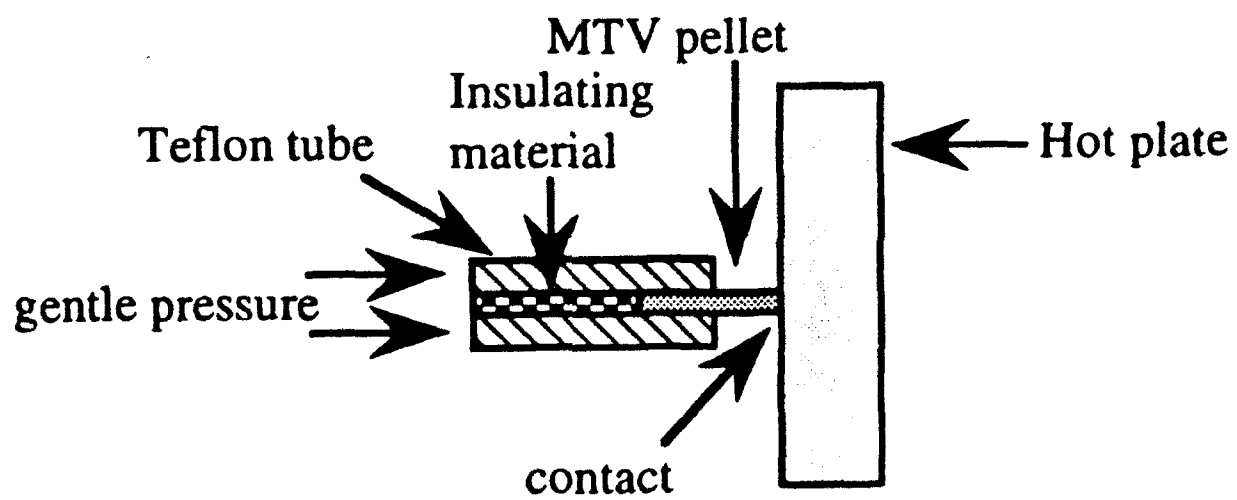 MTV pellet
Insulating
material
Teflon tube
Hot plate
gentle pressure
contact